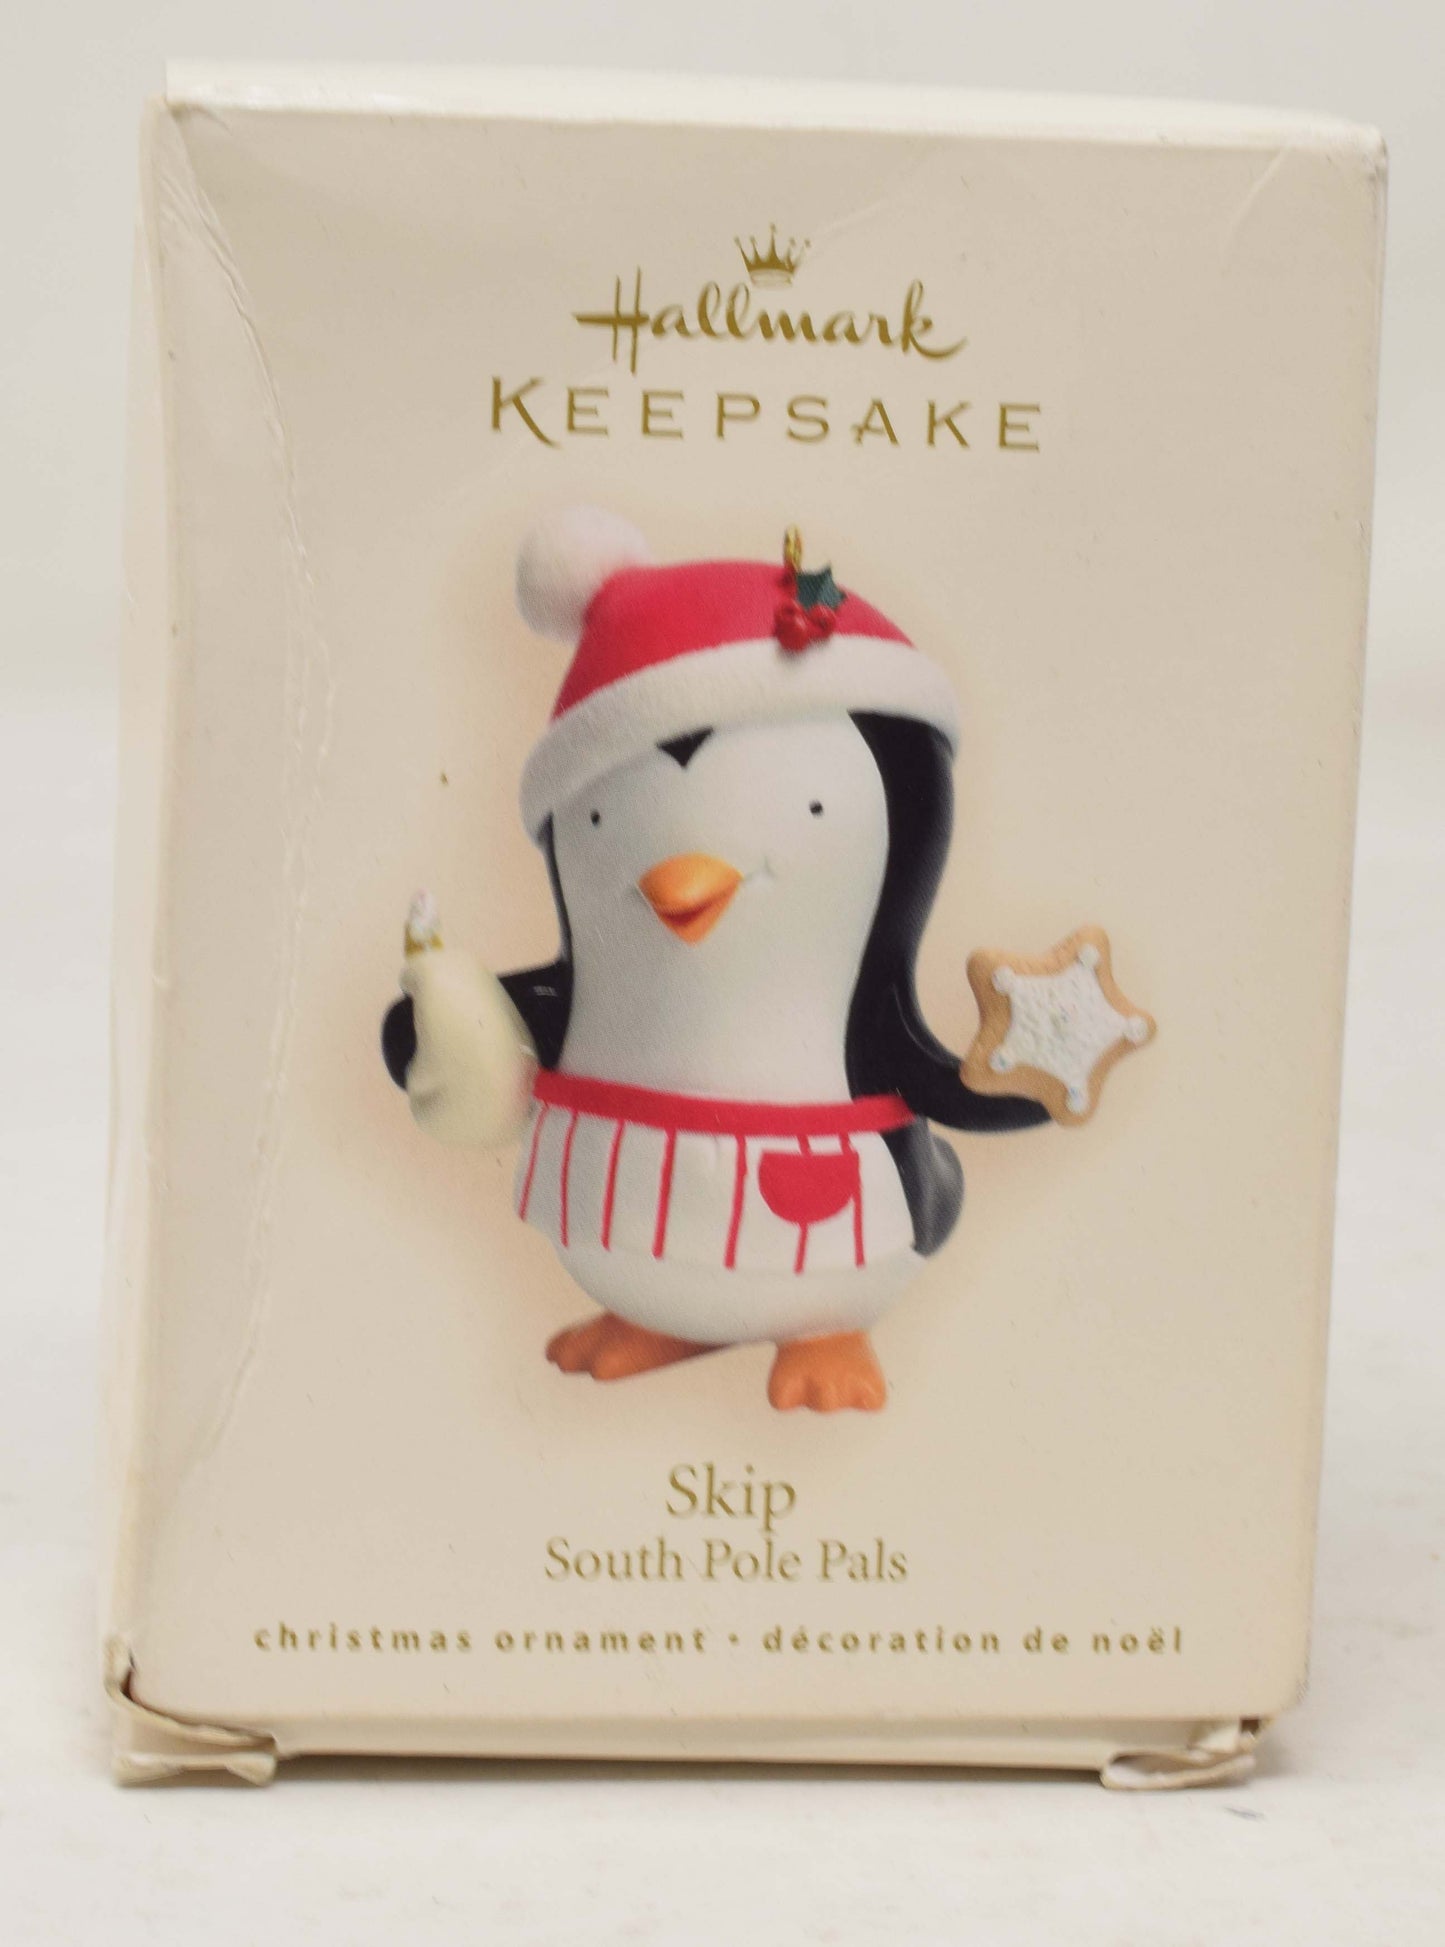 Hallmark
KEEPSAKE
Skip
South Pole Pals
christmas ornament • décoration de noël